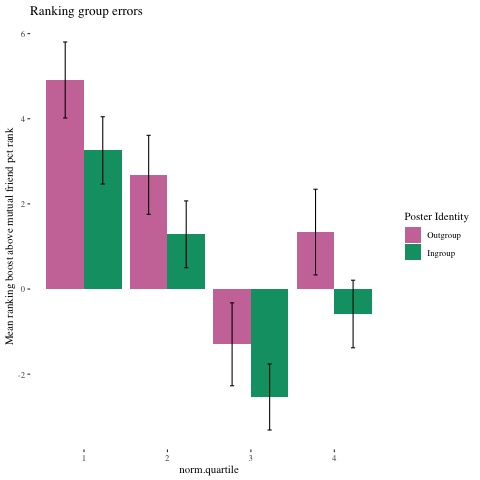 Ranking group errors
Mean ranking boost above mutual friend pct rank
6
4
2
0
-2
1 2 3 4
norm.quartile
Poster Identity
Outgroup
Ingroup